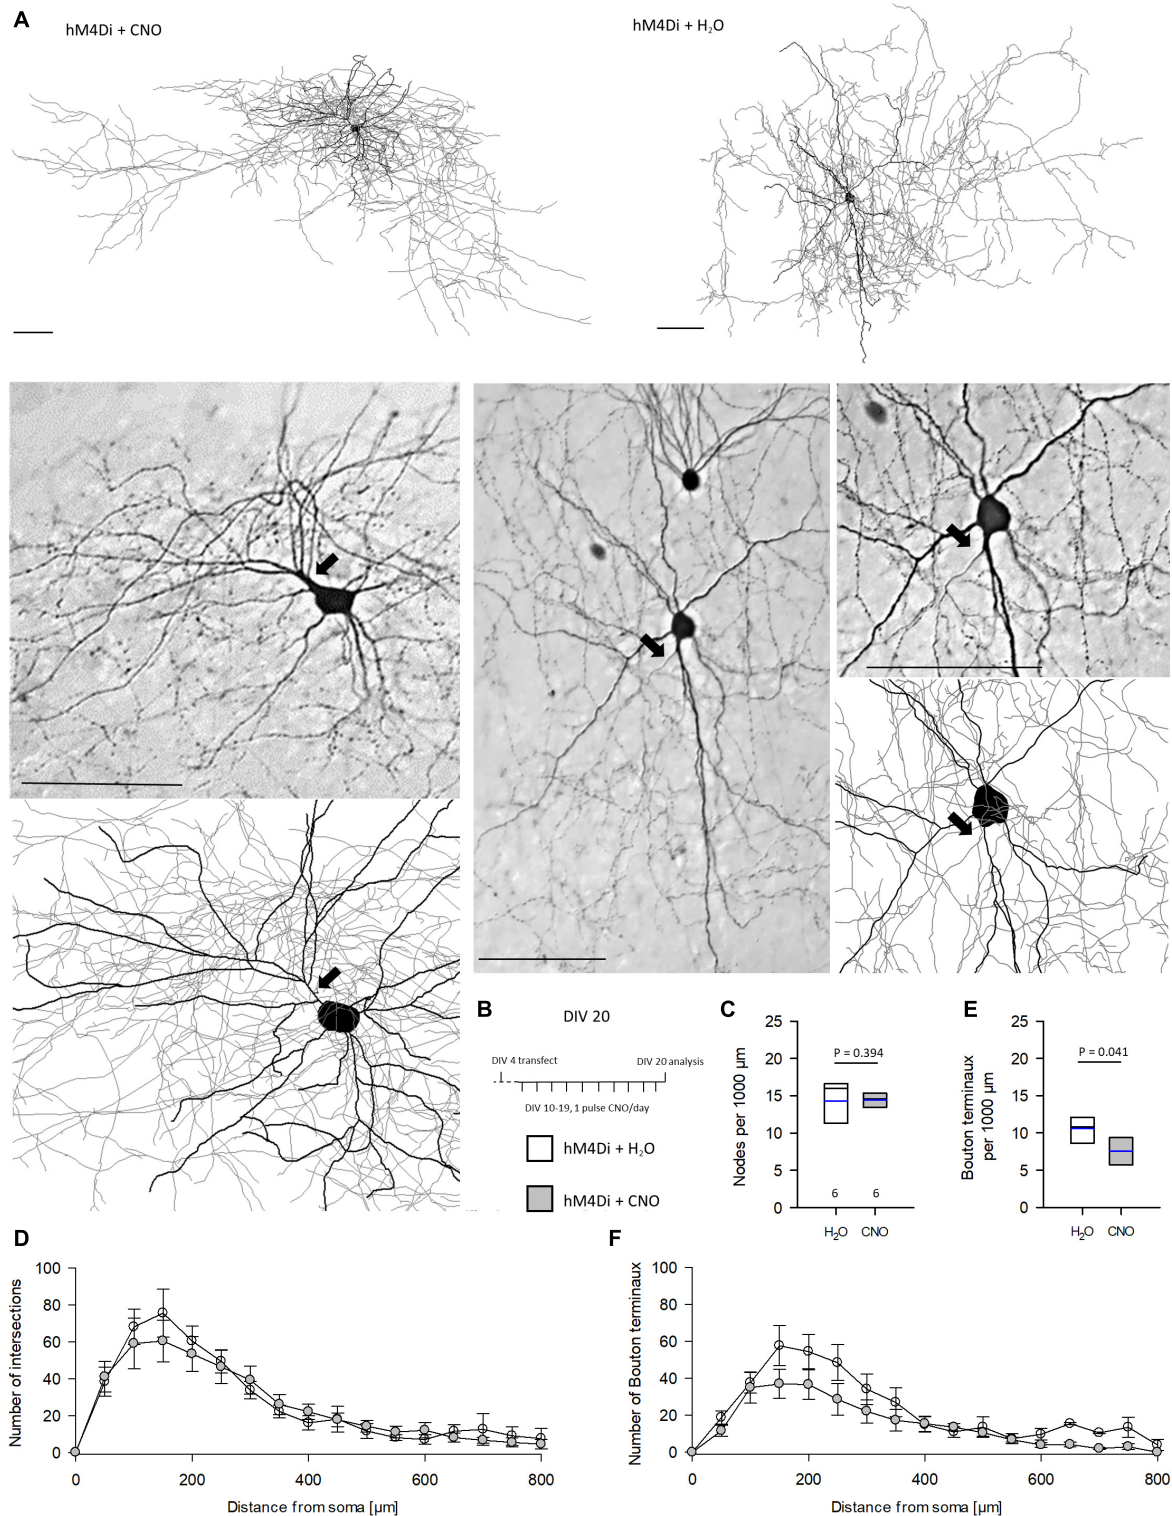 A
hM4Di + CNO
hM4Di + H₂O
B
DIV 20
DIV 4 transfect
DIV 20 analysis
DIV 10-19, 1 pulse CNO/day
hM4Di + H₂O
hM4Di + CNO
C
25
20
15
10
5
0
Nodes per 1000 µm
P = 0.394
6
6
H₂O
CNO
E
25
20
15
10
5
0
Bouton terminaux
per 1000 µm
P = 0.041
H₂O
CNO
D
100
80
60
40
20
0
Number of intersections
0
200
400
600
800
Distance from soma [µm]
F
100
80
60
40
20
0
Number of Bouton terminaux
0
200
400
600
800
Distance from soma [µm]